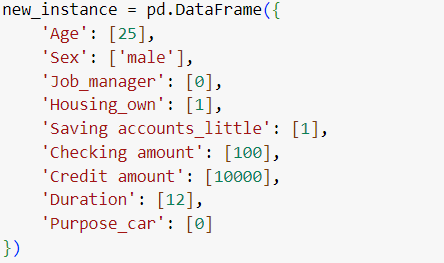 new_instance = pd.DataFrame({
    'Age': [25],
    'Sex': ['male'],
    'Job_manager': [0],
    'Housing_own': [1],
    'Saving accounts_little': [1],
    'Checking amount': [100],
    'Credit amount': [10000],
    'Duration': [12],
    'Purpose_car': [0]
})